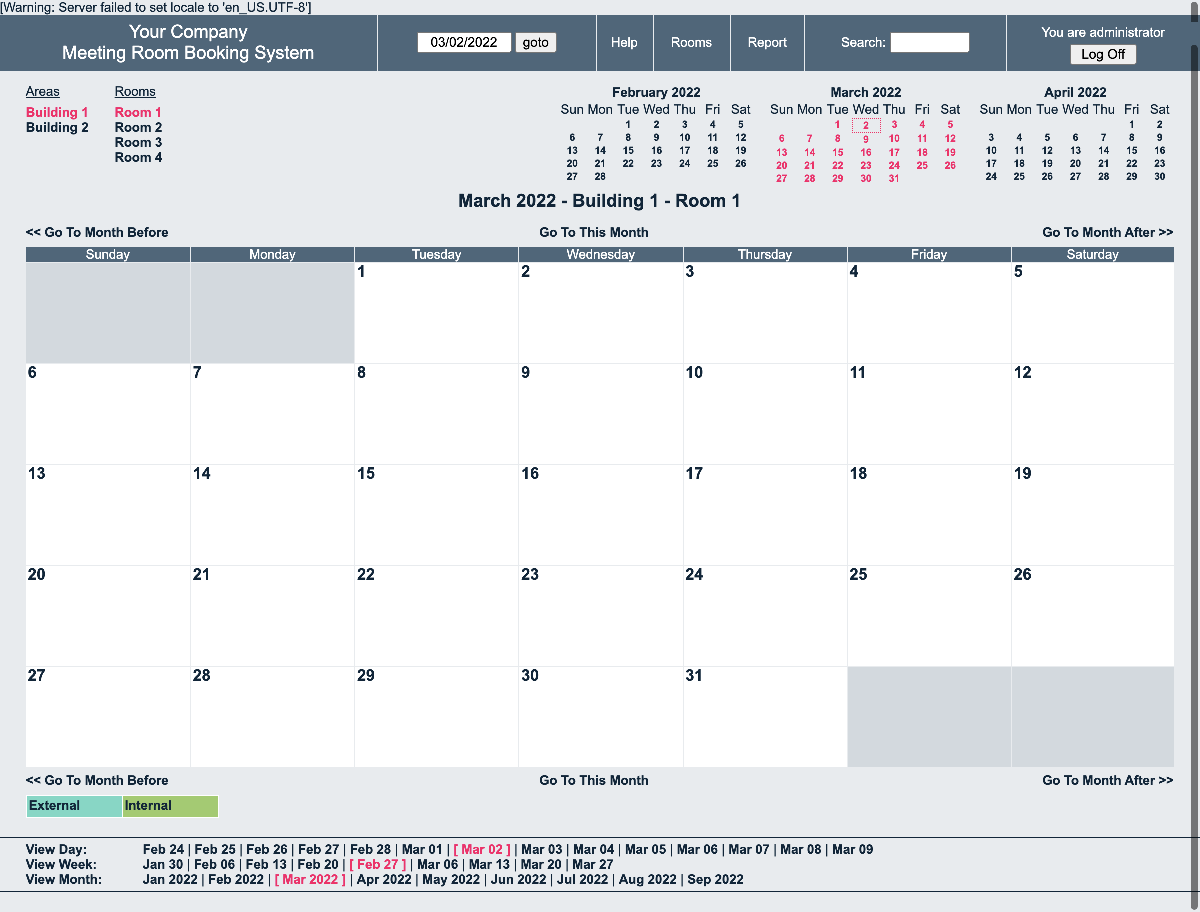 [Warning: Server failed to set locale to 'en_US.UTF-8']
Your Company
Meeting Room Booking System
03/02/2022 goto
Help
Rooms
Report
Search:
You are administrator
Log Off
Areas
Building 1
Building 2
Rooms
Room 1
Room 2
Room 3
Room 4
February 2022
Sun Mon Tue Wed Thu Fri Sat
1 2 3 4 5
6 7 8 9 10 11 12
13 14 15 16 17 18 19
20 21 22 23 24 25 26
27 28
March 2022
Sun Mon Tue Wed Thu Fri Sat
1 2 3 4 5
6 7 8 9 10 11 12
13 14 15 16 17 18 19
20 21 22 23 24 25 26
27 28 29 30 31
April 2022
Sun Mon Tue Wed Thu Fri Sat
1 2
3 4 5 6 7 8 9
10 11 12 13 14 15 16
17 18 19 20 21 22 23
24 25 26 27 28 29 30
March 2022 - Building 1 - Room 1
<< Go To Month Before Go To This Month Go To Month After >>
Sunday Monday Tuesday Wednesday Thursday Friday Saturday
1 2 3 4 5
6 7 8 9 10 11 12
13 14 15 16 17 18 19
20 21 22 23 24 25 26
27 28 29 30 31
<< Go To Month Before Go To This Month Go To Month After >>
External Internal
View Day: Feb 24 | Feb 25 | Feb 26 | Feb 27 | Feb 28 | Mar 01 | [ Mar 02 ] | Mar 03 | Mar 04 | Mar 05 | Mar 06 | Mar 07 | Mar 08 | Mar 09
View Week: Jan 30 | Feb 06 | Feb 13 | Feb 20 | [ Feb 27 ] | Mar 06 | Mar 13 | Mar 20 | Mar 27
View Month: Jan 2022 | Feb 2022 | [ Mar 2022 ] | Apr 2022 | May 2022 | Jun 2022 | Jul 2022 | Aug 2022 | Sep 2022